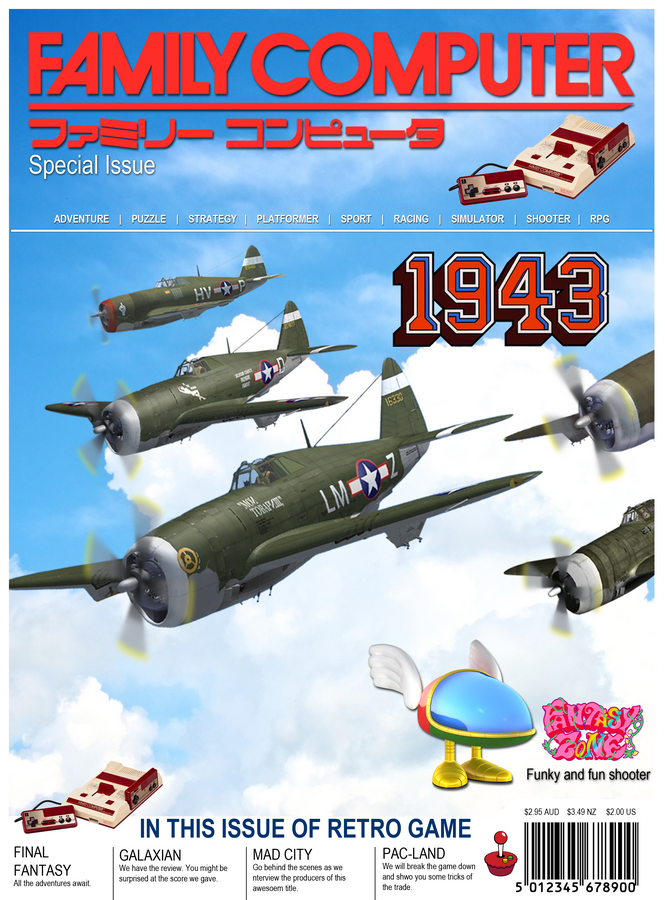 FAMILY COMPUTER
ファミリー コンピュータ
Special Issue
FAMILY COMPUTER
ADVENTURE | PUZZLE | STRATEGY | PLATFORMER | SPORT | RACING | SIMULATOR | SHOOTER | RPG
1943
HV P
D
16330
LM Z
FANTASY
ZONE
Funky and fun shooter
$2.95 AUD $3.49 NZ $2.00 US
IN THIS ISSUE OF RETRO GAME
FINAL
FANTASY
All the adventures await.
GALAXIAN
We have the review. You might be
surprised at the score we gave.
MAD CITY
Go behind the scenes as we
nterview the producers of this
awesoem title.
PAC-LAND
We will break the game down
and shwo you some tricks of
the trade.
5 012345 678900